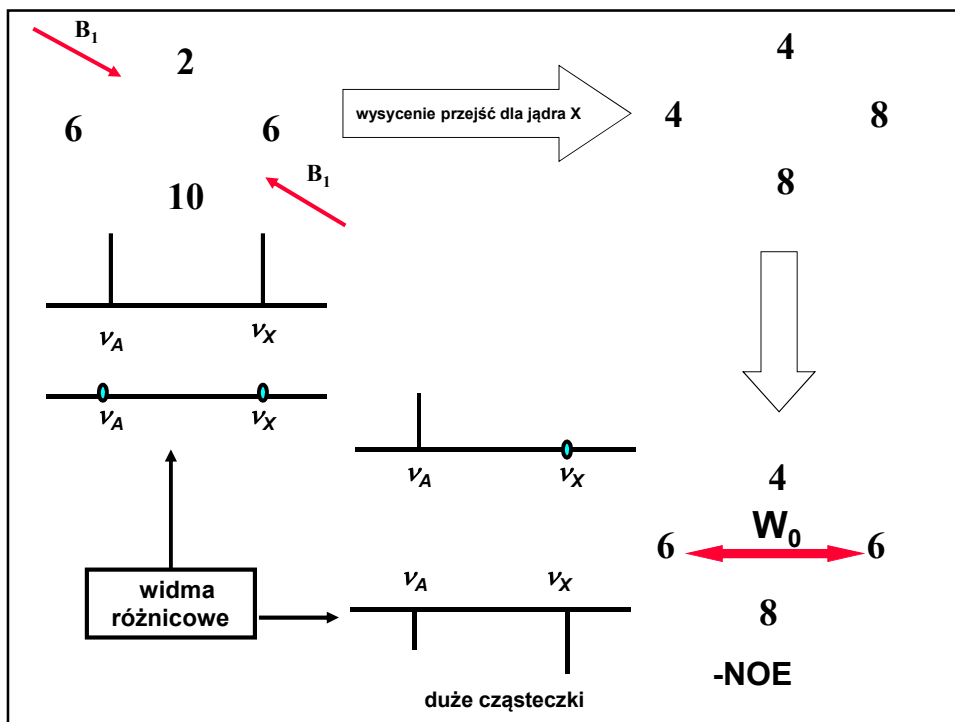 B1
2
6 6
B1
10
wysycenie przejść dla jądra X
4
4 8
8
νA νX
νA νX
νA νX
widma
różnicowe
νA νX
duże cząsteczki
4
W0
6 6
8
-NOE